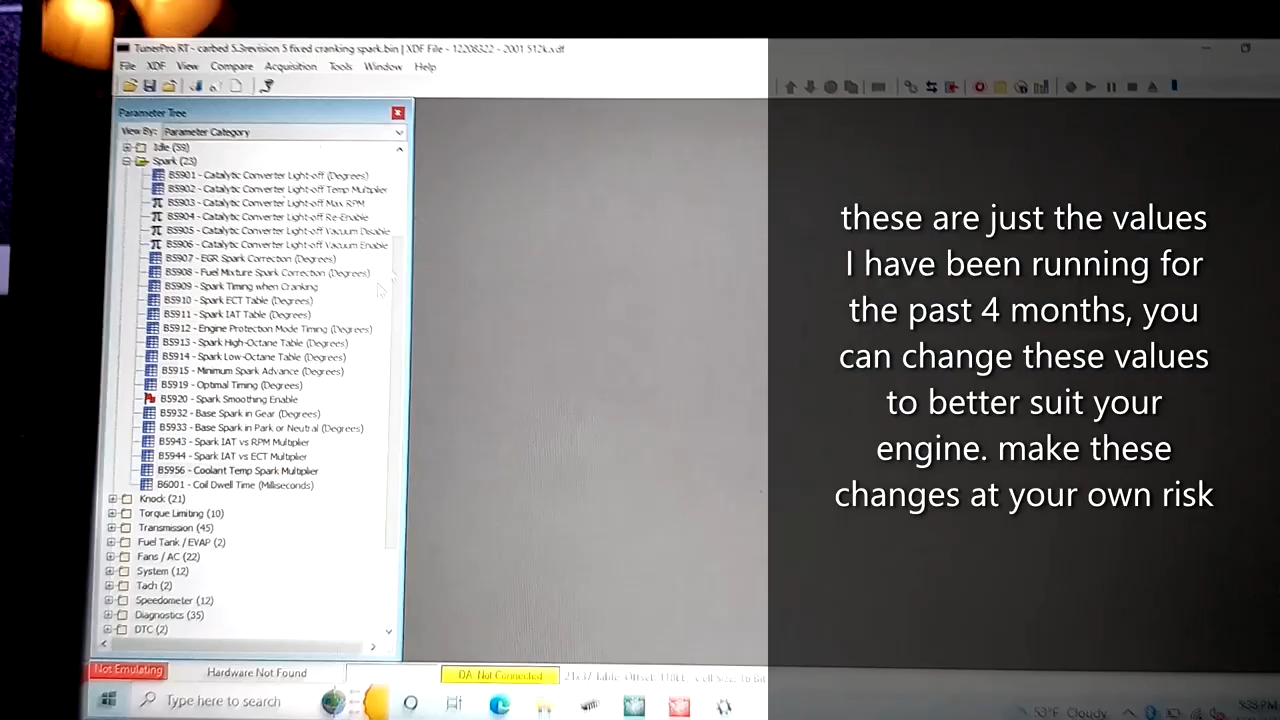 TunerPro RT - carbed 5.3revision 5 fixed cranking spark.bin | XDF File - 12208322 - 2001 512k.xdf
File XDF View Compare Acquisition Tools Window Help
Parameter Tree
View By: Parameter Category
Idle (59)
Spark (23)
B5901 - Catalytic Converter Light-off (Degrees)
B5902 - Catalytic Converter Light-off Temp Multiplier
B5903 - Catalytic Converter Light-off Max RPM
B5904 - Catalytic Converter Light-off Re-Enable
B5905 - Catalytic Converter Light-off Vacuum Disable
B5906 - Catalytic Converter Light-off Vacuum Enable
B5907 - EGR Spark Correction (Degrees)
B5908 - Fuel Mixture Spark Correction (Degrees)
B5909 - Spark Timing when Cranking
B5910 - Spark ECT Table (Degrees)
B5911 - Spark IAT Table (Degrees)
B5912 - Engine Protection Mode Timing (Degrees)
B5913 - Spark High-Octane Table (Degrees)
B5914 - Spark Low-Octane Table (Degrees)
B5915 - Minimum Spark Advance (Degrees)
B5919 - Optimal Timing (Degrees)
B5920 - Spark Smoothing Enable
B5932 - Base Spark in Gear (Degrees)
B5933 - Base Spark in Park or Neutral (Degrees)
B5943 - Spark IAT vs RPM Multiplier
B5944 - Spark IAT vs ECT Multiplier
B5956 - Coolant Temp Spark Multiplier
B6001 - Coil Dwell Time (Milliseconds)
Knock (21)
Torque Limiting (10)
Transmission (45)
Fuel Tank / EVAP (2)
Fans / AC (22)
System (12)
Tach (2)
Speedometer (12)
Diagnostics (35)
DTC (2)
Not Emulating Hardware Not Found DA: Not Connected
Type here to search
53°F Cloudy
these are just the values
I have been running for
the past 4 months, you
can change these values
to better suit your
engine. make these
changes at your own risk